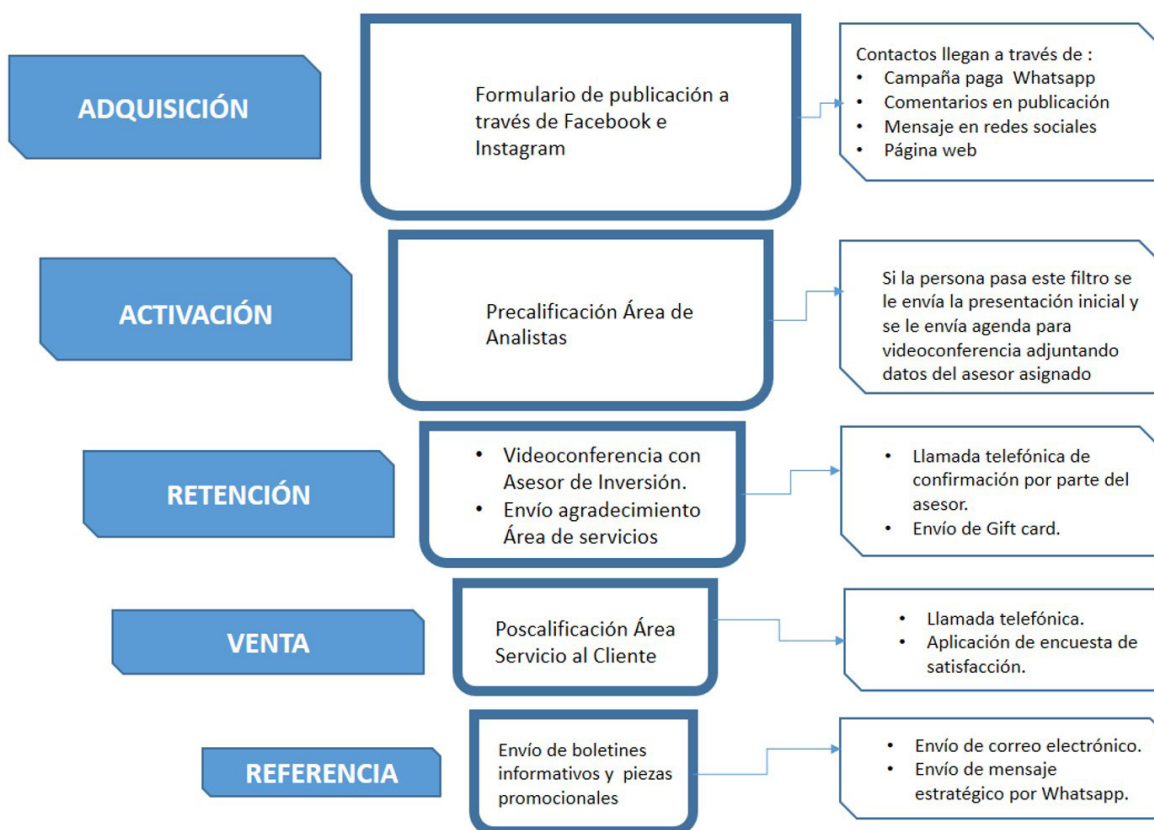 ADQUISICIÓN
Formulario de publicación a
través de Facebook e
Instagram
Contactos llegan a través de :
• Campaña paga Whatsapp
• Comentarios en publicación
• Mensaje en redes sociales
• Página web
ACTIVACIÓN
Precalificación Área de
Analistas
Si la persona pasa este filtro se
le envía la presentación inicial y
se le envía agenda para
videoconferencia adjuntando
datos del asesor asignado
RETENCIÓN
• Videoconferencia con
Asesor de Inversión.
• Envío agradecimiento
Área de servicios
• Llamada telefónica de
confirmación por parte del
asesor.
• Envío de Gift card.
VENTA
Poscalificación Área
Servicio al Cliente
• Llamada telefónica.
• Aplicación de encuesta de
satisfacción.
REFERENCIA
Envío de boletines
informativos y piezas
promocionales
• Envío de correo electrónico.
• Envío de mensaje
estratégico por Whatsapp.